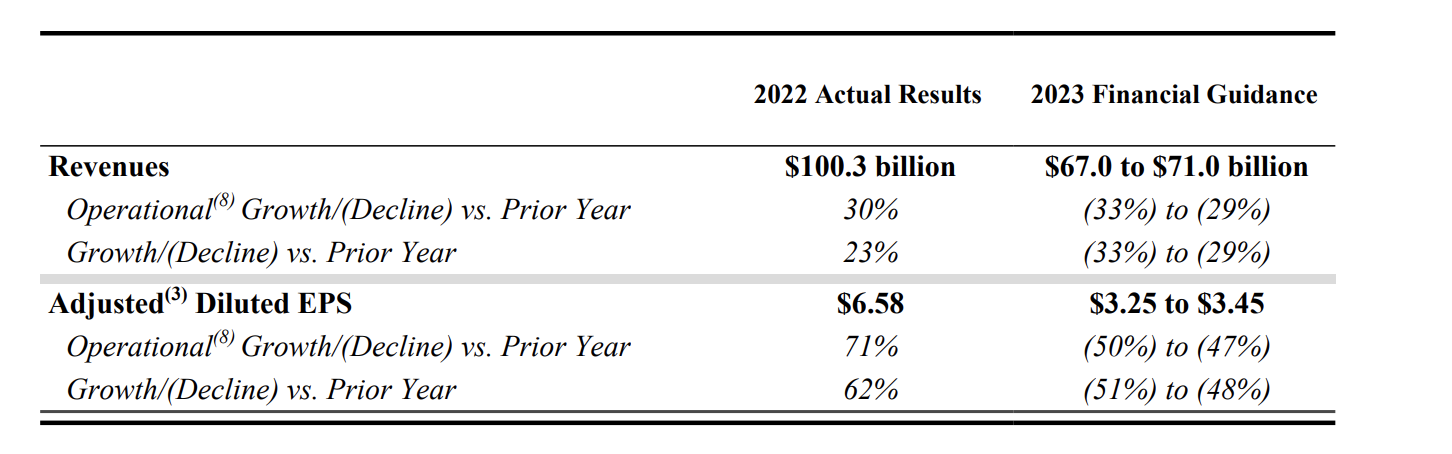 2022 Actual Results 2023 Financial Guidance
Revenues $100.3 billion $67.0 to $71.0 billion
Operational(8) Growth/(Decline) vs. Prior Year 30% (33%) to (29%)
Growth/(Decline) vs. Prior Year 23% (33%) to (29%)
Adjusted(3) Diluted EPS $6.58 $3.25 to $3.45
Operational(8) Growth/(Decline) vs. Prior Year 71% (50%) to (47%)
Growth/(Decline) vs. Prior Year 62% (51%) to (48%)